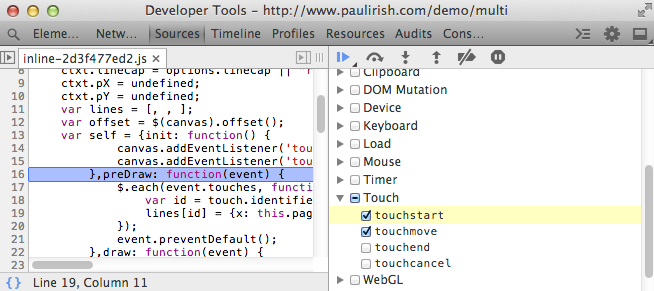 Developer Tools - http://www.paulirish.com/demo/multi
Eleme... Netwo... Sources Timeline Profiles Resources Audits Cons...
inline-2d3f477ed2.js ×
8 ctxt.lineCap = options.lineCap ||
9 ctxt.pX = undefined;
10 ctxt.pY = undefined;
11 var lines = [, , ];
12 var offset = $(canvas).offset();
13 var self = {init: function() {
14 canvas.addEventListener('tou
15 canvas.addEventListener('tou
16 },preDraw: function(event) {
17 $.each(event.touches, functi
18 var id = touch.identifie
19 lines[id] = {x: this.pag
20 });
21 event.preventDefault();
22 },draw: function(event) {
23
{} Line 19, Column 11
Clipboard
DOM Mutation
Device
Keyboard
Load
Mouse
Timer
Touch
touchstart
touchmove
touchend
touchcancel
WebGL